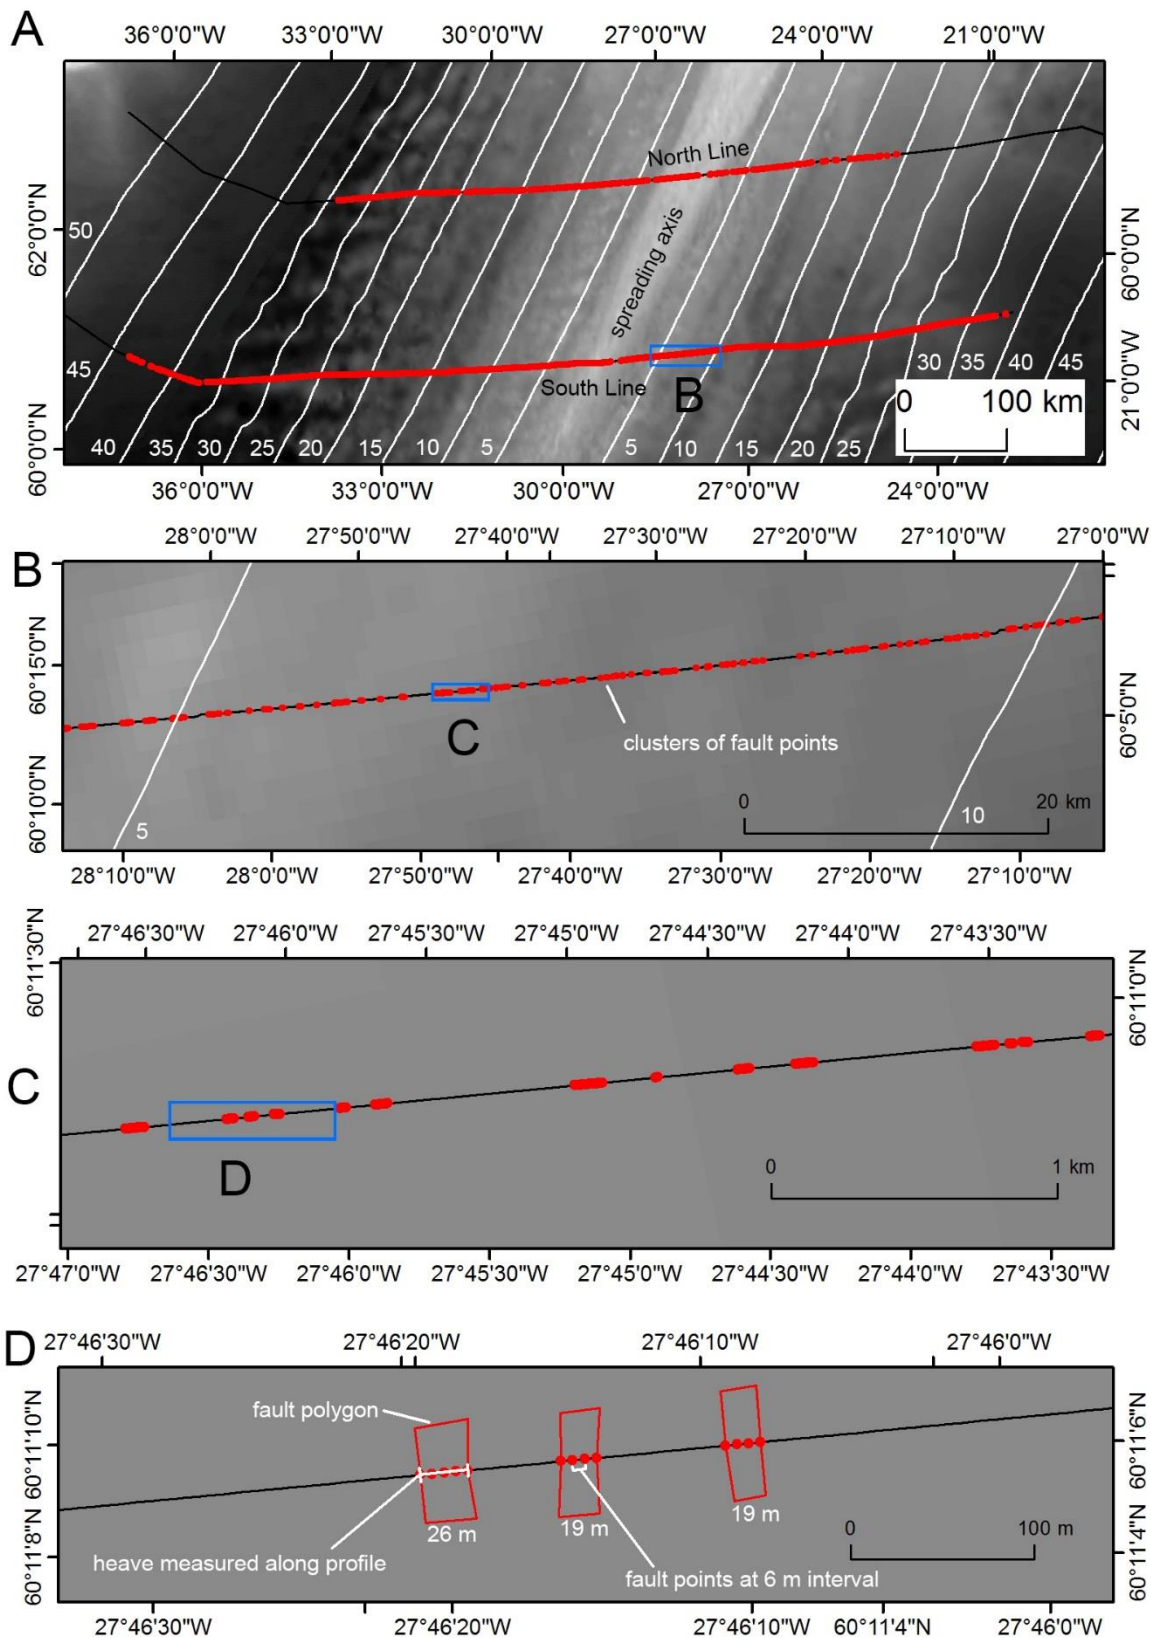 A
36°0'0"W 33°0'0"W 30°0'0"W 27°0'0"W 24°0'0"W 21°0'0"W
North Line
62°0'0"N
50
60°0'0"N
spreading axis
45
South Line
B
30 35 40 45
21°0'0"W
0 100 km
60°0'0"N
40 35 30 25 20 15 10 5 5 10 15 20 25
36°0'0"W 33°0'0"W 30°0'0"W 27°0'0"W 24°0'0"W
B
28°0'0"W 27°50'0"W 27°40'0"W 27°30'0"W 27°20'0"W 27°10'0"W 27°0'0"W
60°15'0"N
60°5'0"N
C
clusters of fault points
60°10'0"N
0 20 km
5
10
28°10'0"W 28°0'0"W 27°50'0"W 27°40'0"W 27°30'0"W 27°20'0"W 27°10'0"W
27°46'30"W 27°46'0"W 27°45'30"W 27°45'0"W 27°44'30"W 27°44'0"W 27°43'30"W
60°11'30"N
60°11'0"N
C
D
0 1 km
27°47'0"W 27°46'30"W 27°46'0"W 27°45'30"W 27°45'0"W 27°44'30"W 27°44'0"W 27°43'30"W
D
27°46'30"W 27°46'20"W 27°46'10"W 27°46'0"W
fault polygon
60°11'10"N
60°11'6"N
26 m 19 m 19 m
0 100 m
heave measured along profile
fault points at 6 m interval
60°11'8"N
60°11'4"N
27°46'30"W 27°46'20"W 27°46'10"W 60°11'4"N 27°46'0"W